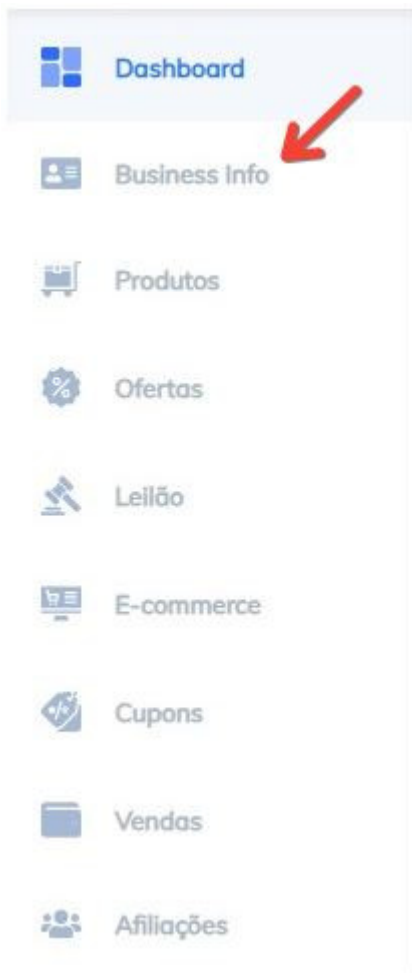 Dashboard
Business Info
Produtos
Ofertas
Leilão
E-commerce
Cupons
Vendas
Afiliações